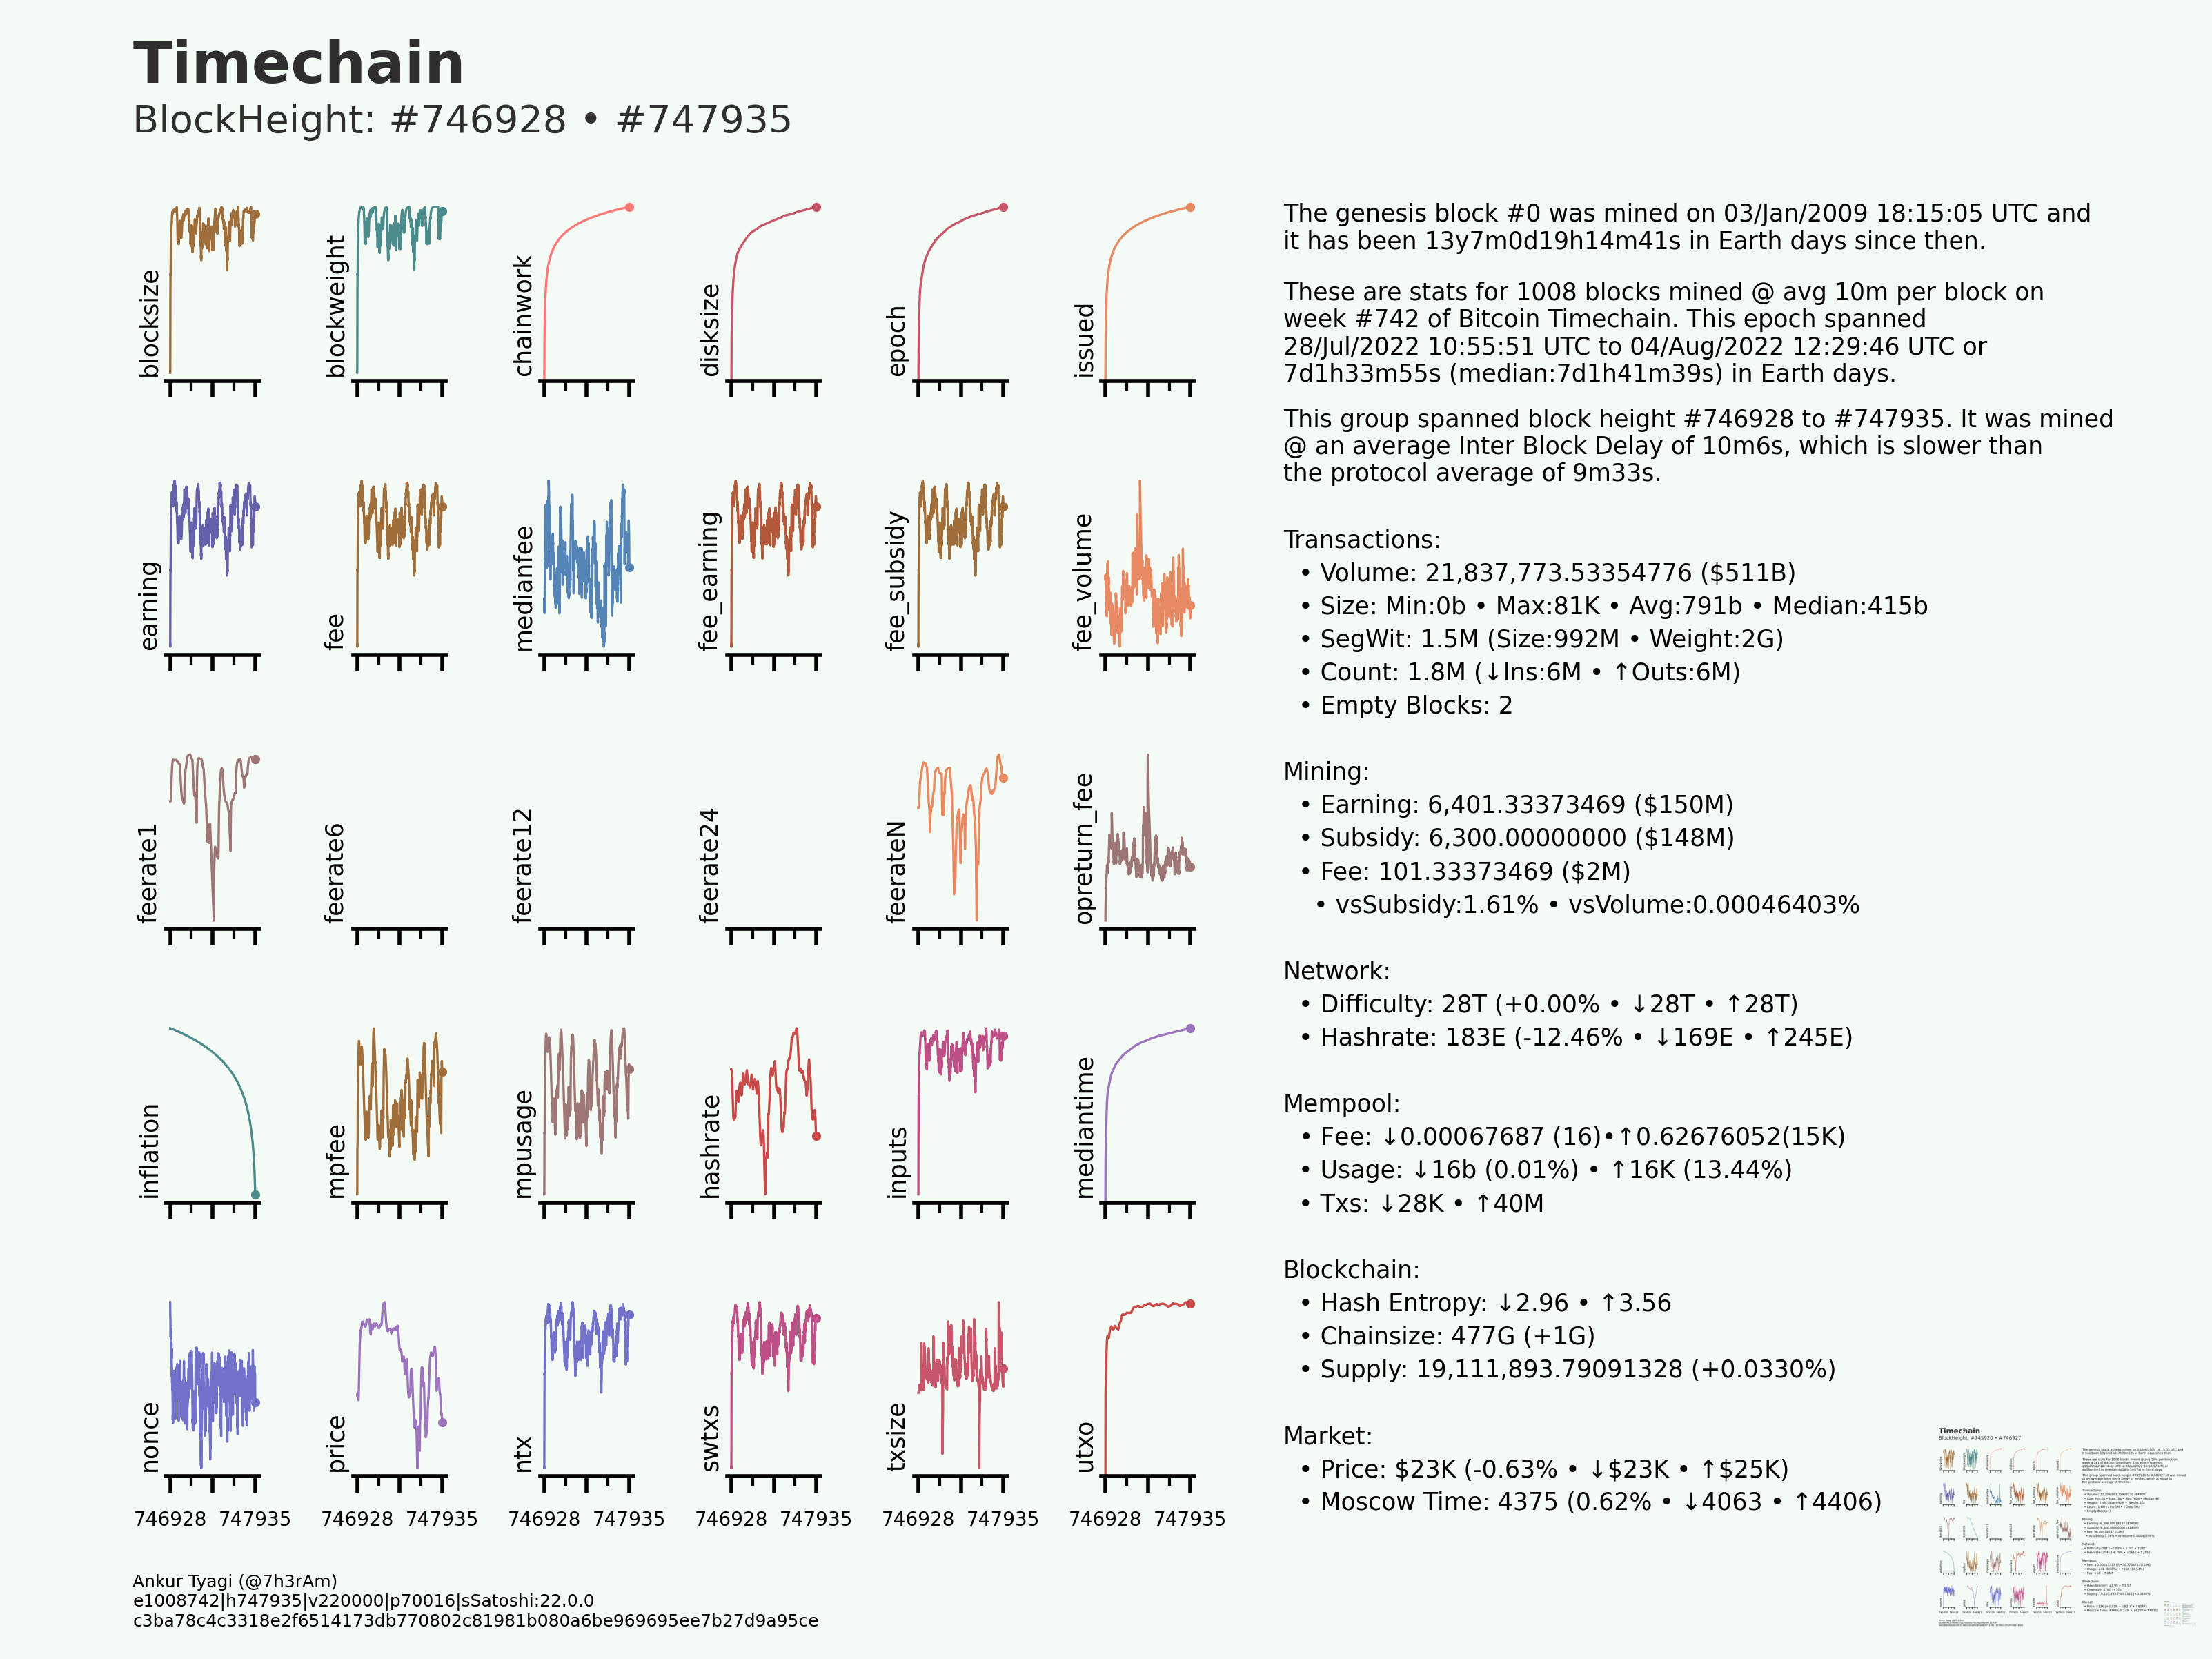 Timechain
BlockHeight: #746928 • #747935
blocksize
blockweight
chainwork
disksize
epoch
issued
earning
fee
medianfee
fee_earning
fee_subsidy
fee_volume
feerate1
feerate6
feerate12
feerate24
feerateN
opreturn_fee
inflation
mpfee
mpusage
hashrate
inputs
mediantime
nonce
price
ntx
swtxs
txsize
utxo
746928 747935 746928 747935 746928 747935 746928 747935 746928 747935 746928 747935
The genesis block #0 was mined on 03/Jan/2009 18:15:05 UTC and
it has been 13y7m0d19h14m41s in Earth days since then.
These are stats for 1008 blocks mined @ avg 10m per block on
week #742 of Bitcoin Timechain. This epoch spanned
28/Jul/2022 10:55:51 UTC to 04/Aug/2022 12:29:46 UTC or
7d1h33m55s (median:7d1h41m39s) in Earth days.
This group spanned block height #746928 to #747935. It was mined
@ an average Inter Block Delay of 10m6s, which is slower than
the protocol average of 9m33s.
Transactions:
• Volume: 21,837,773.53354776 ($511B)
• Size: Min:0b • Max:81K • Avg:791b • Median:415b
• SegWit: 1.5M (Size:992M • Weight:2G)
• Count: 1.8M (↓Ins:6M • ↑Outs:6M)
• Empty Blocks: 2
Mining:
• Earning: 6,401.33373469 ($150M)
• Subsidy: 6,300.00000000 ($148M)
• Fee: 101.33373469 ($2M)
• vsSubsidy:1.61% • vsVolume:0.00046403%
Network:
• Difficulty: 28T (+0.00% • ↓28T • ↑28T)
• Hashrate: 183E (-12.46% • ↓169E • ↑245E)
Mempool:
• Fee: ↓0.00067687 (16)•↑0.62676052(15K)
• Usage: ↓16b (0.01%) • ↑16K (13.44%)
• Txs: ↓28K • ↑40M
Blockchain:
• Hash Entropy: ↓2.96 • ↑3.56
• Chainsize: 477G (+1G)
• Supply: 19,111,893.79091328 (+0.0330%)
Market:
• Price: $23K (-0.63% • ↓$23K • ↑$25K)
• Moscow Time: 4375 (0.62% • ↓4063 • ↑4406)
Ankur Tyagi (@7h3rAm)
e1008742|h747935|v220000|p70016|sSatoshi:22.0.0
c3ba78c4c3318e2f6514173db770802c81981b080a6be969695ee7b27d9a95ce
Timechain
BlockHeight: #745920 • #746927